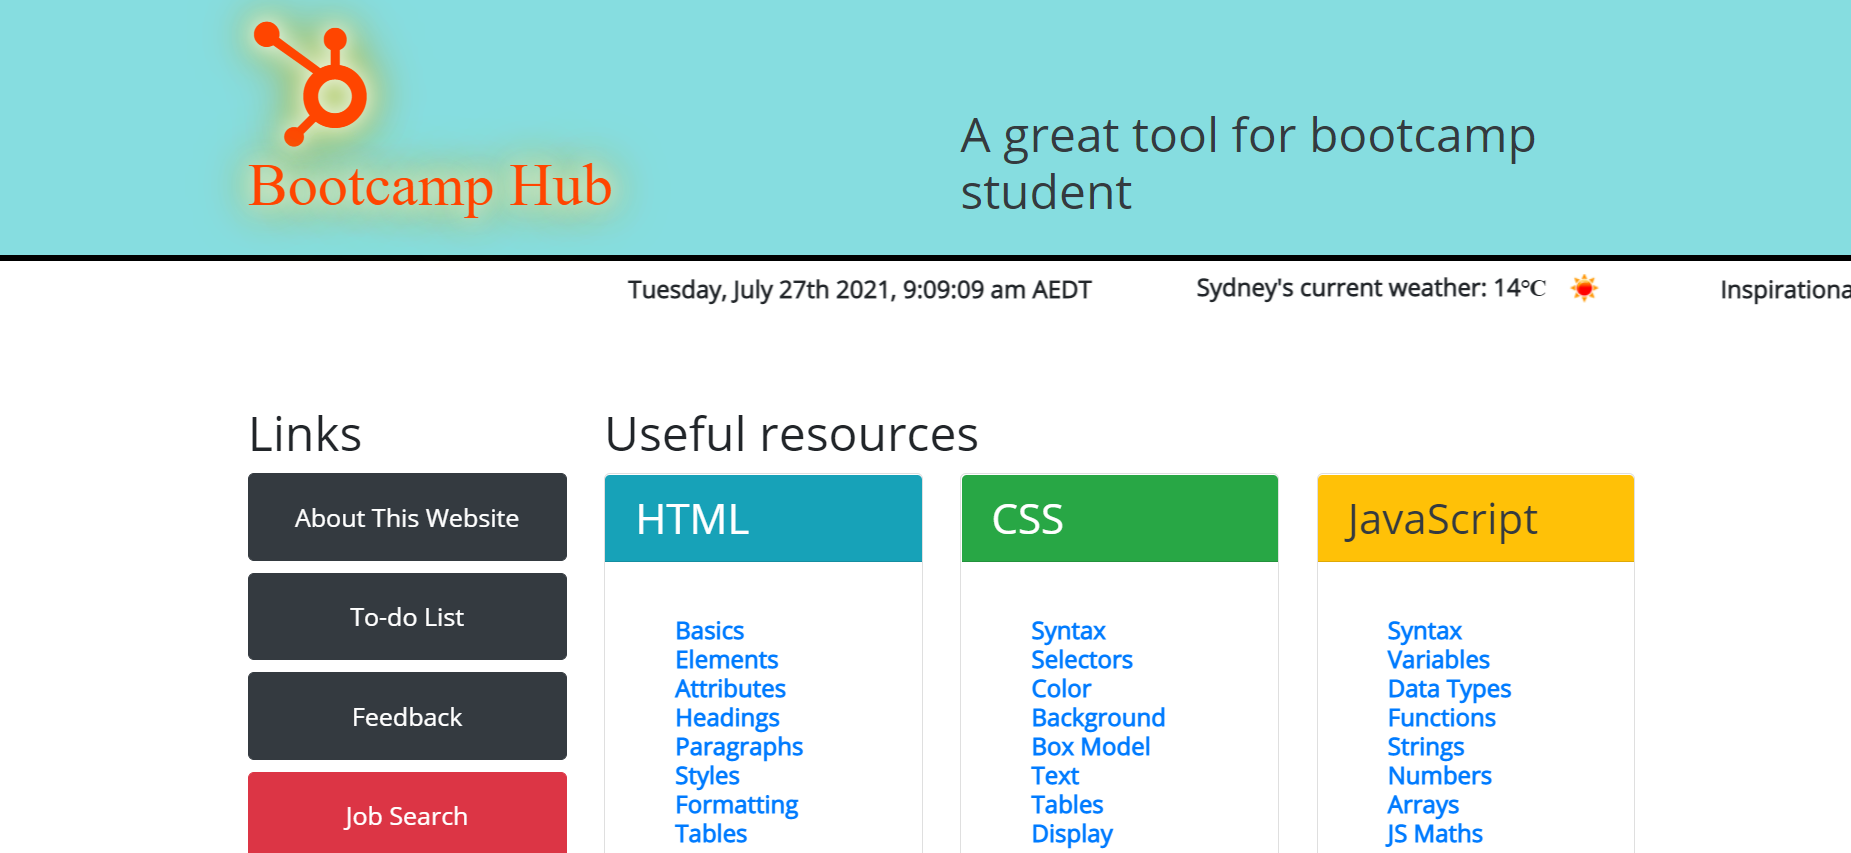 Bootcamp Hub
A great tool for bootcamp
student
Tuesday, July 27th 2021, 9:09:09 am AEDT
Sydney's current weather: 14°C
Inspirationa
Links
About This Website
To-do List
Feedback
Job Search
Useful resources
HTML
Basics
Elements
Attributes
Headings
Paragraphs
Styles
Formatting
Tables
CSS
Syntax
Selectors
Color
Background
Box Model
Text
Tables
Display
JavaScript
Syntax
Variables
Data Types
Functions
Strings
Numbers
Arrays
JS Maths